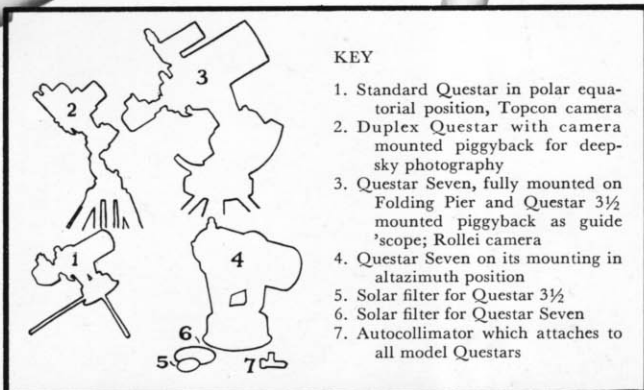 2
3
1
4
6
5
7
KEY
1. Standard Questar in polar equa-
torial position, Topcon camera
2. Duplex Questar with camera
mounted piggyback for deep-
sky photography
3. Questar Seven, fully mounted on
Folding Pier and Questar 3½
mounted piggyback as guide
'scope; Rollei camera
4. Questar Seven on its mounting in
altazimuth position
5. Solar filter for Questar 3½
6. Solar filter for Questar Seven
7. Autocollimator which attaches to
all model Questars